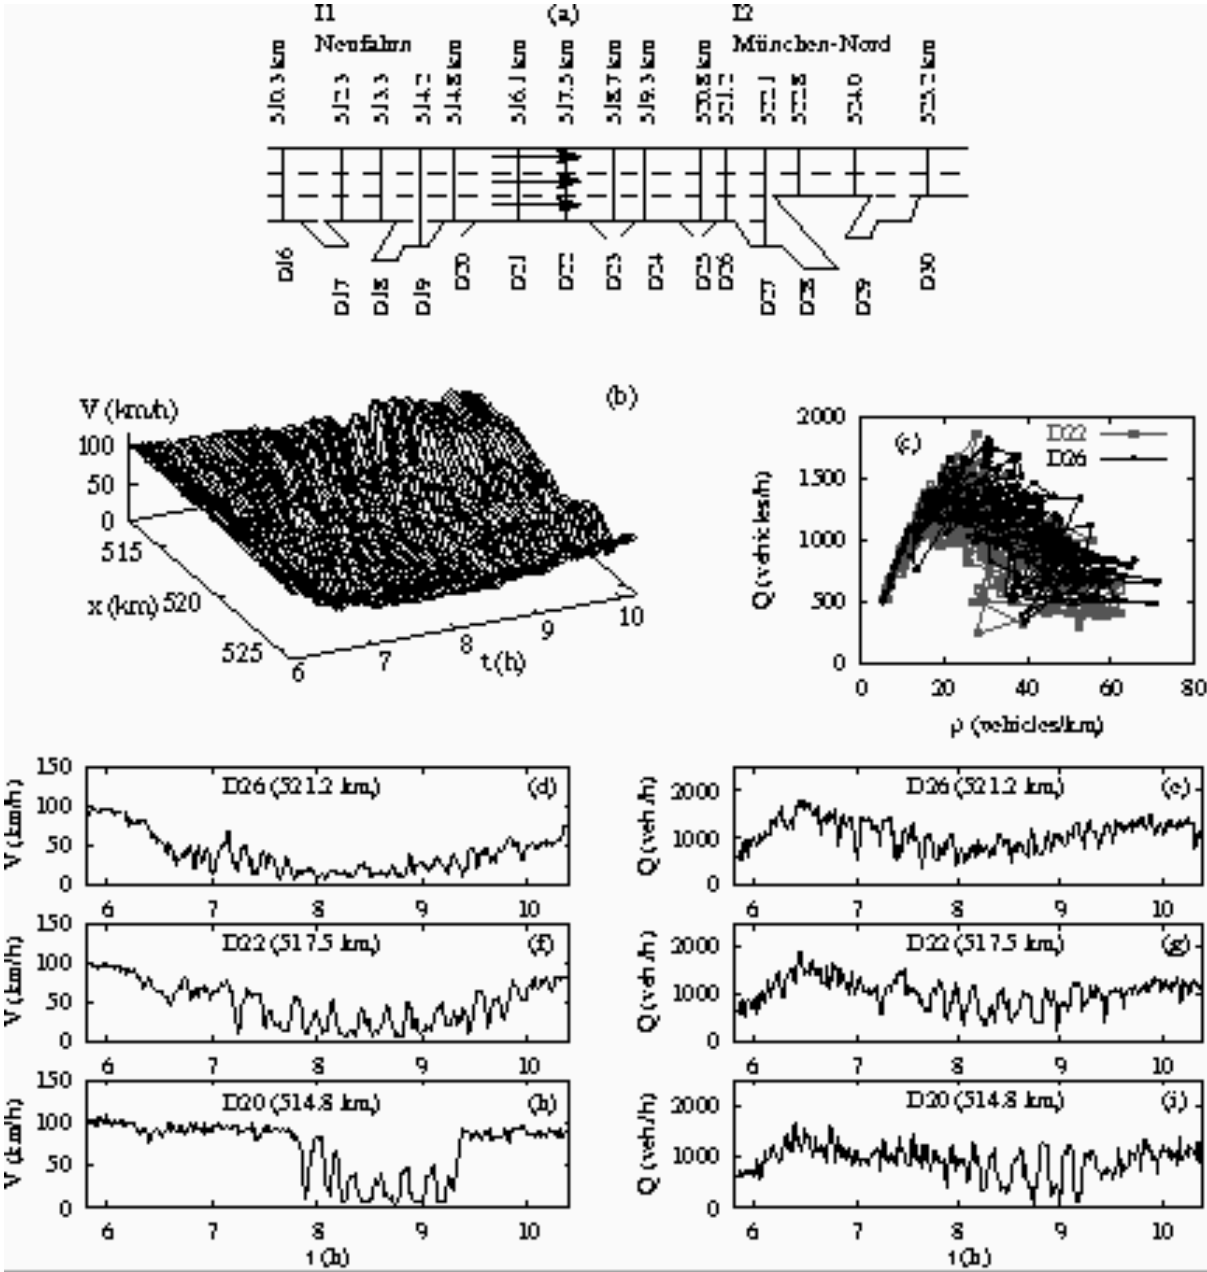 I1 (a) I2
Neufahrn München-Nord
510.3 km 512.3 513.3 514.2 514.8 km 516.1 km 517.5 km 518.7 km 519.3 km 520.8 km 521.2 522.1 522.8 524.0 525.2 km
D16 D17 D18 D19 D20 D21 D22 D23 D24 D25 D26 D27 D28 D29 D30
(b)
V (km/h)
100
50
0
515
x (km) 520
525
6 7 8 9 10
t (h)
(c)
D22
D26
Q (vehicles/h)
2000
1500
1000
500
0
0 20 40 60 80
ρ (vehicles/km)
D26 (521.2 km) (d)
V (km/h)
150
100
50
0
6 7 8 9 10
D26 (521.2 km) (e)
Q (veh./h)
2000
1000
0
6 7 8 9 10
D22 (517.5 km) (f)
V (km/h)
150
100
50
0
6 7 8 9 10
D22 (517.5 km) (g)
Q (veh./h)
2000
1000
0
6 7 8 9 10
D20 (514.8 km) (h)
V (km/h)
150
100
50
0
6 7 8 9 10
t (h)
D20 (514.8 km) (i)
Q (veh./h)
2000
1000
0
6 7 8 9 10
t (h)